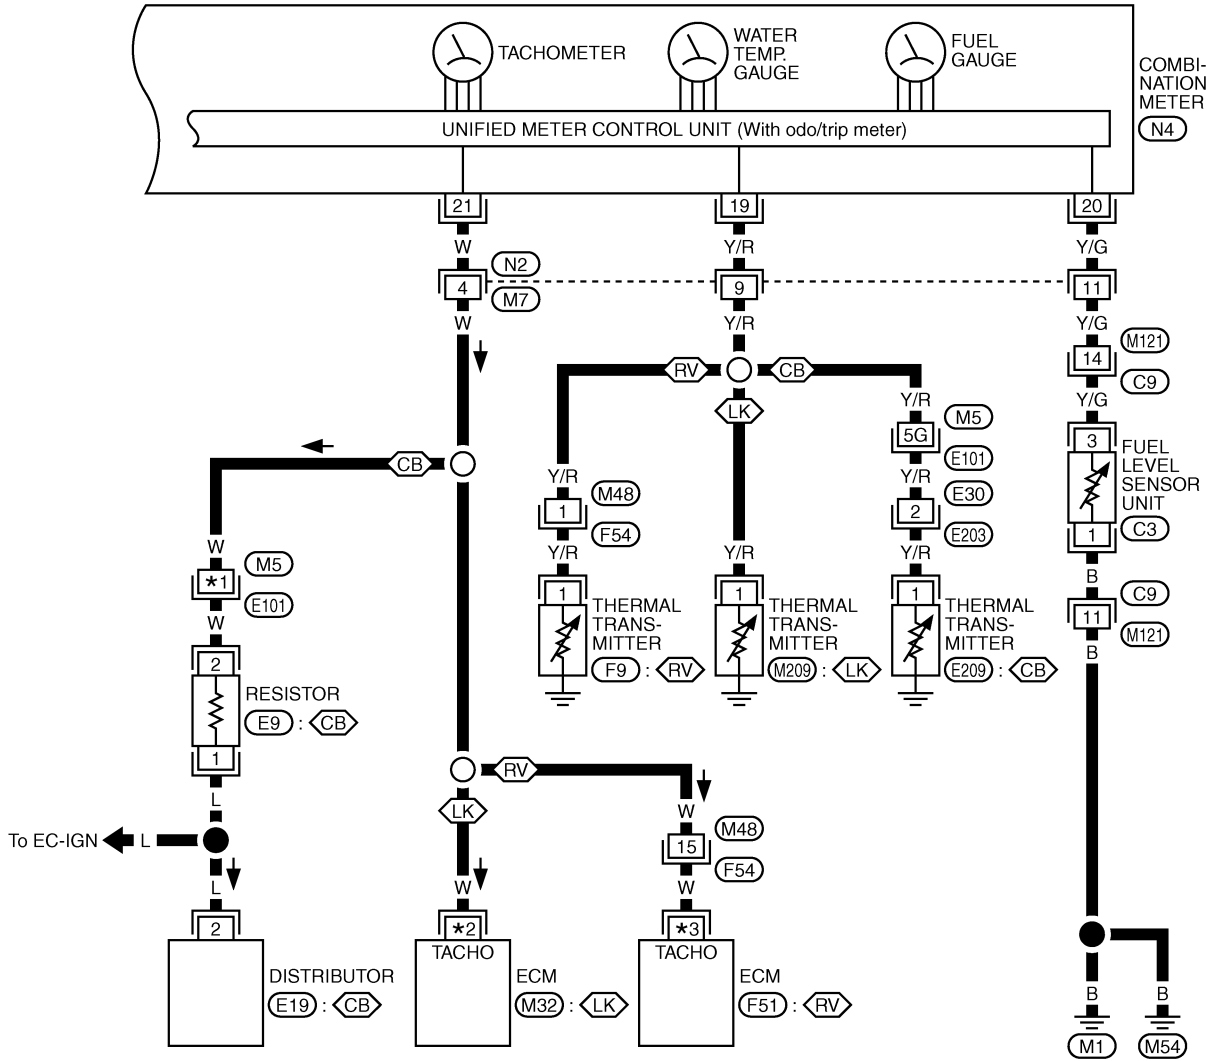 TACHOMETER
WATER
TEMP.
GAUGE
FUEL
GAUGE
COMBI-
NATION
METER
N4
UNIFIED METER CONTROL UNIT (With odo/trip meter)
21
19
20
W
Y/R
Y/G
N2
4
9
11
M7
W
Y/R
Y/G
M121
14
C9
RV
CB
LK
Y/R
Y/G
M5
5G
E101
3
FUEL
LEVEL
SENSOR
UNIT
C3
1
CB
Y/R
Y/R
M48
1
F54
E30
2
E203
W
Y/R
Y/R
Y/R
M5
*1
E101
B
C9
11
M121
1
1
1
W
THERMAL
TRANS-
MITTER
F9 : RV
THERMAL
TRANS-
MITTER
M209 : LK
THERMAL
TRANS-
MITTER
E209 : CB
B
2
RESISTOR
E9 : CB
1
RV
L
LK
W
To EC-IGN
L
M48
15
F54
L
W
W
2
*2
*3
TACHO
TACHO
DISTRIBUTOR
E19 : CB
ECM
M32 : LK
ECM
F51 : RV
B
B
M1
M54